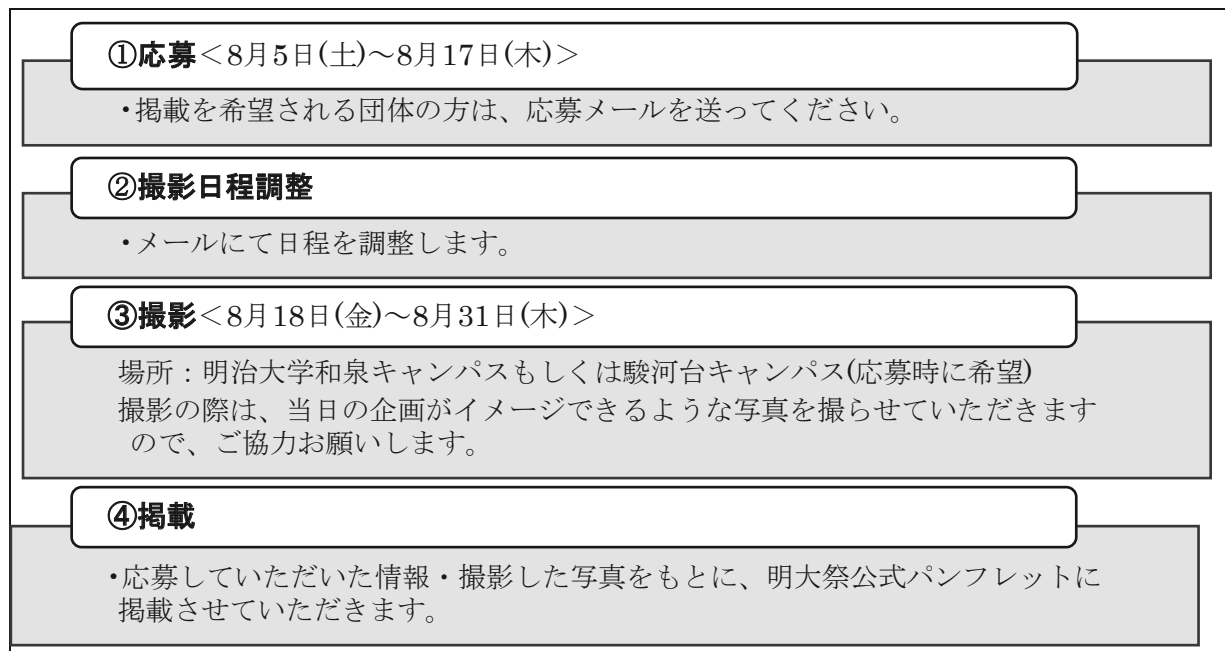 ①応募＜8月5日(土)～8月17日(木)＞
・掲載を希望される団体の方は、応募メールを送ってください。
②撮影日程調整
・メールにて日程を調整します。
③撮影＜8月18日(金)～8月31日(木)＞
場所：明治大学和泉キャンパスもしくは駿河台キャンパス(応募時に希望)
撮影の際は、当日の企画がイメージできるような写真を撮らせていただきます
ので、ご協力お願いします。
④掲載
・応募していただいた情報・撮影した写真をもとに、明大祭公式パンフレットに
掲載させていただきます。